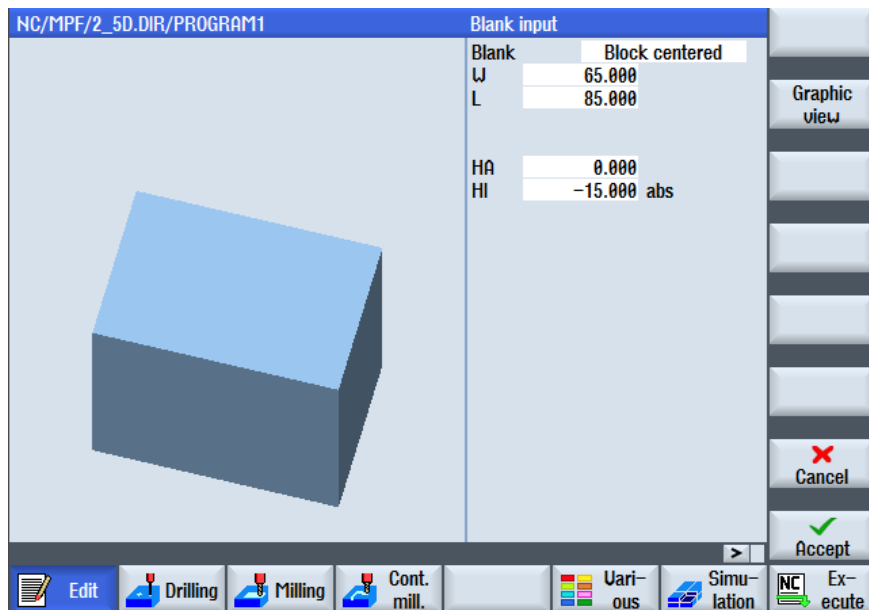 NC/MPF/2_5D.DIR/PROGRAM1
Blank input
Blank Block centered
W 65.000
L 85.000
HA 0.000
HI -15.000 abs
Graphic
view
Cancel
Accept
>
Edit
Drilling
Milling
Cont.
mill.
Vari-
ous
Simu-
lation
NC
Ex-
ecute